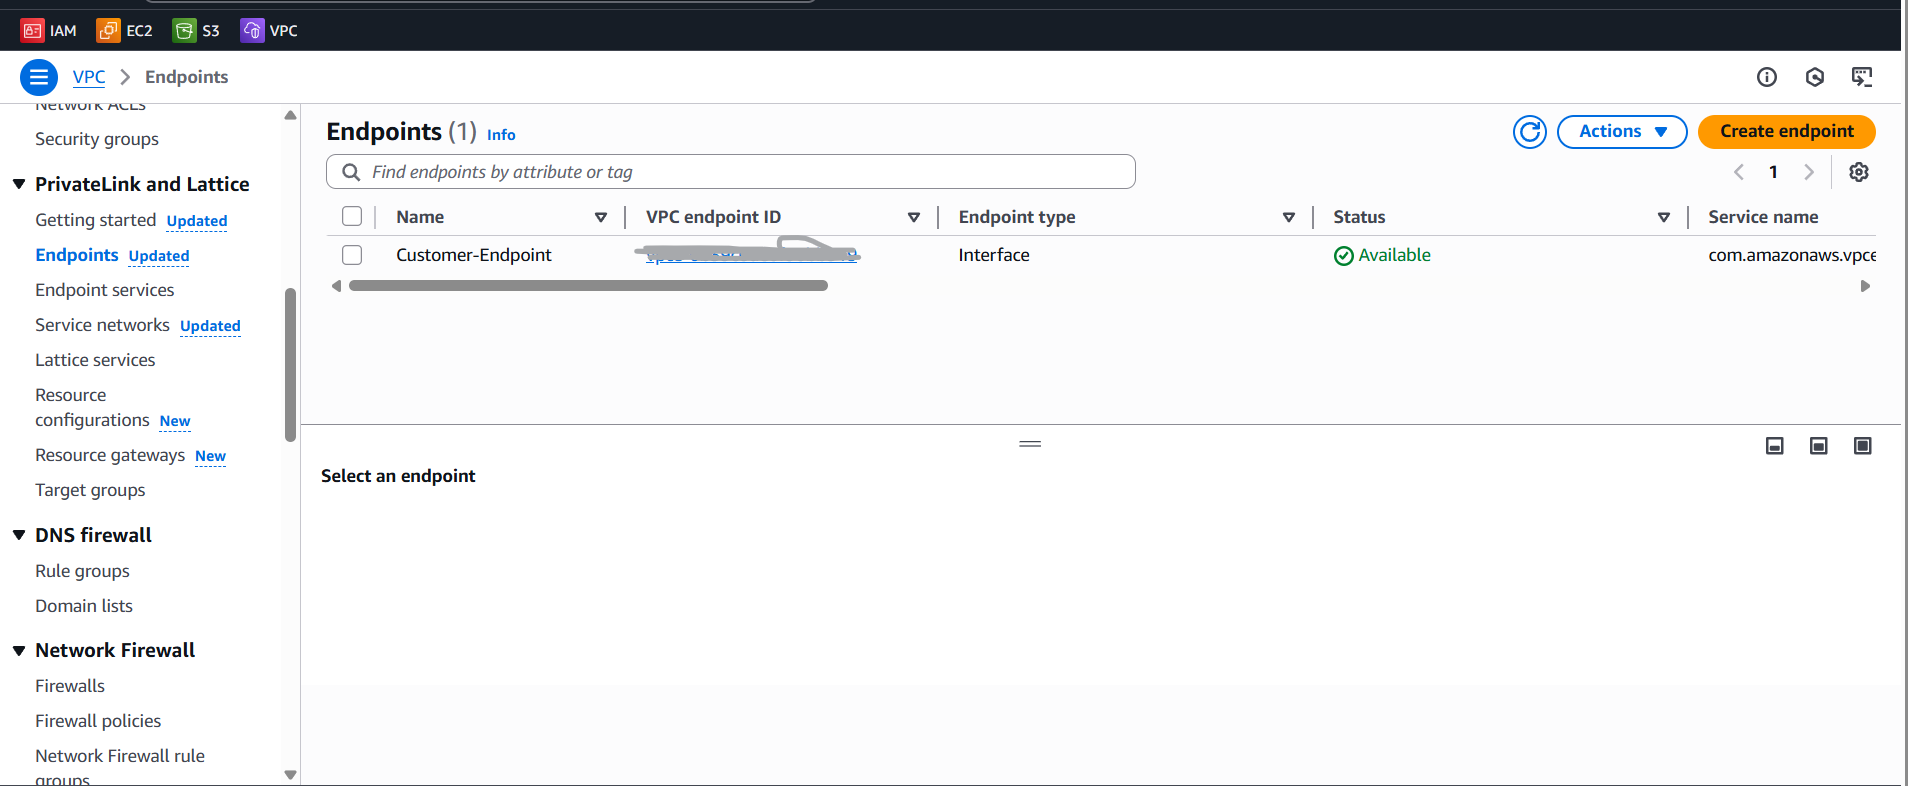 IAM EC2 S3 VPC
VPC > Endpoints
Network ACLs
Security groups
PrivateLink and Lattice
Getting started Updated
Endpoints Updated
Endpoint services
Service networks Updated
Lattice services
Resource
configurations New
Resource gateways New
Target groups
DNS firewall
Rule groups
Domain lists
Network Firewall
Firewalls
Firewall policies
Network Firewall rule
groups
Endpoints (1) Info
Actions Create endpoint
Find endpoints by attribute or tag
1
Name VPC endpoint ID Endpoint type Status Service name
Customer-Endpoint Interface Available com.amazonaws.vpce
Select an endpoint